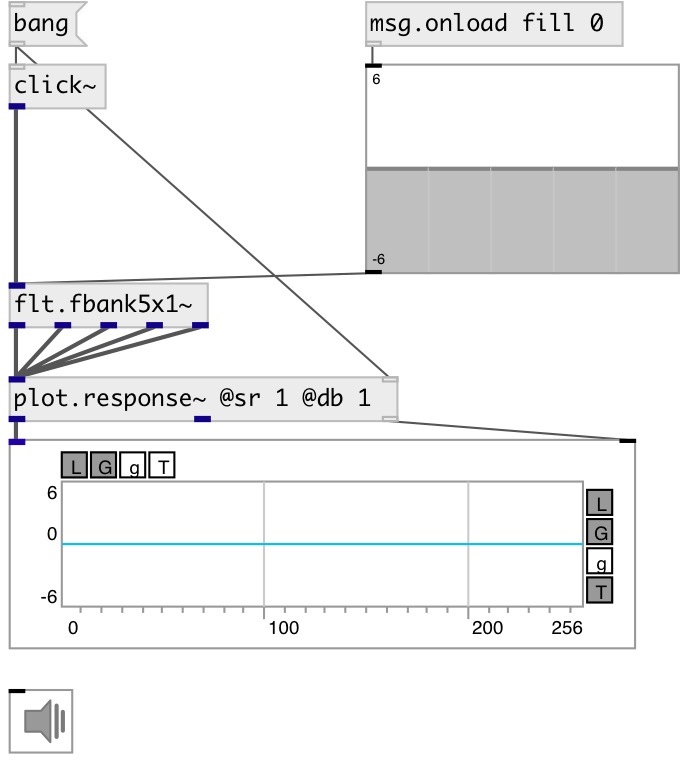 bang
msg.onload fill 0
click~
6
-6
flt.fbank5x1~
plot.response~ @sr 1 @db 1
L G g T
6
0
-6
L
G
g
T
0 100 200 256